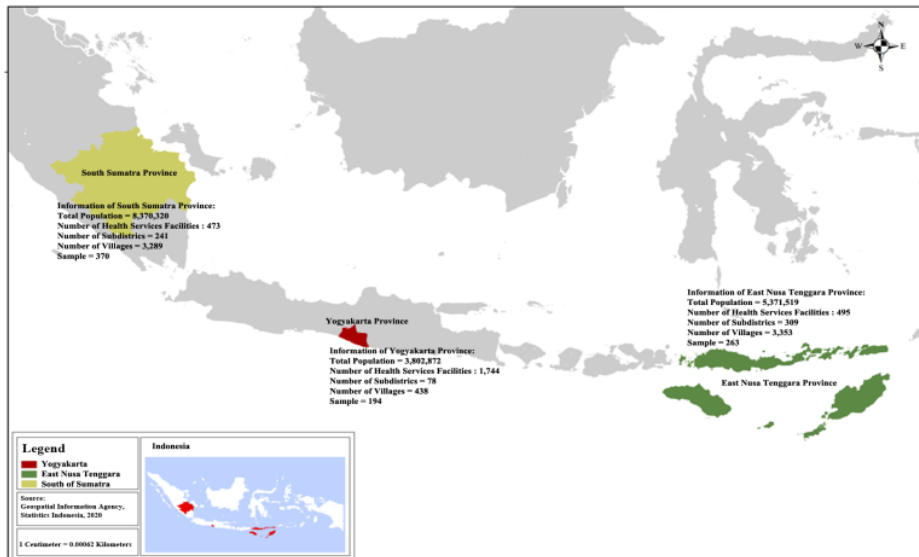 N
W E
S
South Sumatra Province
Information of South Sumatra Province:
Total Population = 8,370,320
Number of Health Services Facilities : 473
Number of Subdistrics = 241
Number of Villages = 3,289
Sample = 370
Information of East Nusa Tenggara Province:
Total Population = 5,371,519
Number of Health Services Facilities : 495
Number of Subdistrics = 309
Number of Villages = 3,353
Sample = 263
Yogyakarta Province
Information of Yogyakarta Province:
Total Population = 3,802,872
Number of Health Services Facilities : 1,744
Number of Subdistrics = 78
Number of Villages = 438
Sample = 194
East Nusa Tenggara Province
Legend
Yogyakarta
East Nusa Tenggara
South of Sumatra
Source:
Geospatial Information Agency,
Statistics Indonesia, 2020
1 Centimeter = 0.00062 Kilometers
Indonesia